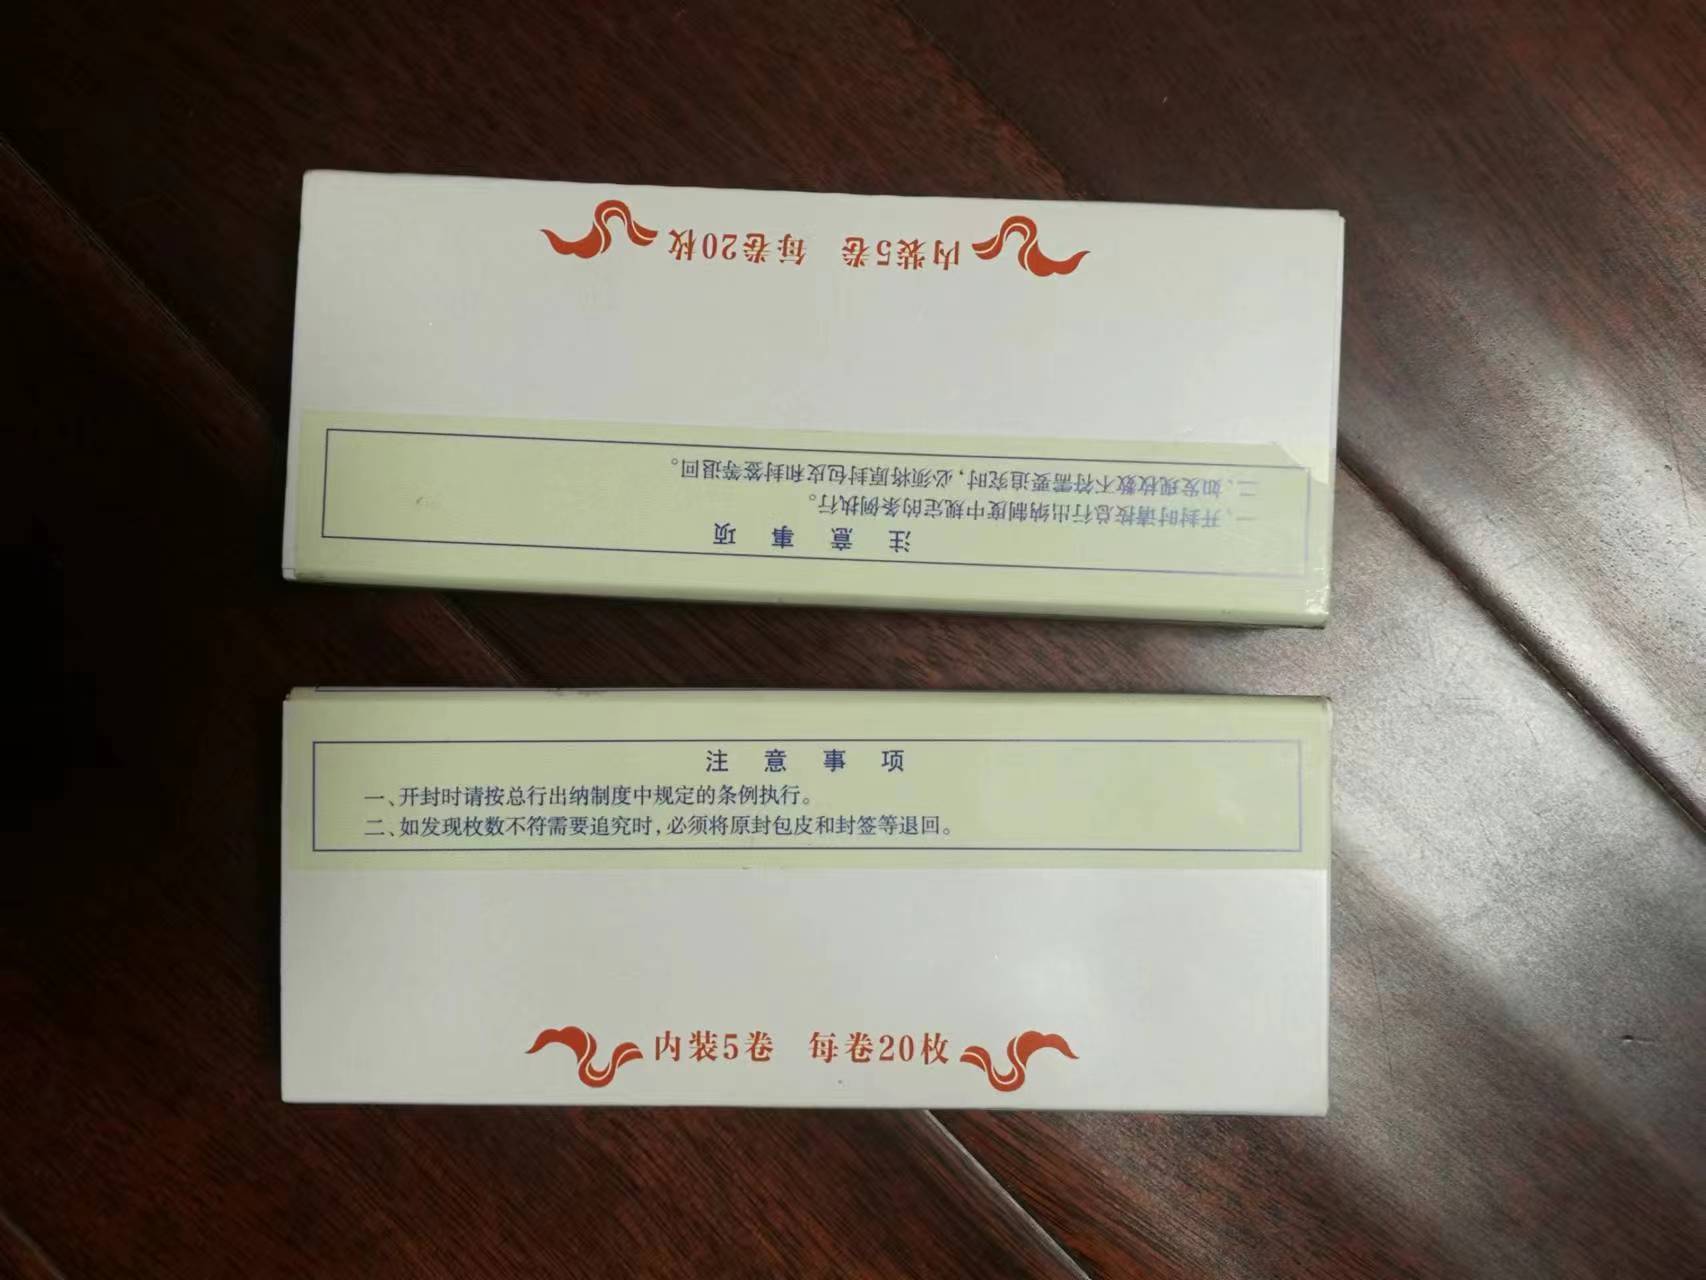 内装5卷 每卷20枚
注意事项
一、开封时请按总行出纳制度中规定的条例执行。
二、如发现枚数不符需要追究时，必须将原封包皮和封签等退回。
注意事项
一、开封时请按总行出纳制度中规定的条例执行。
二、如发现枚数不符需要追究时，必须将原封包皮和封签等退回。
内装5卷 每卷20枚